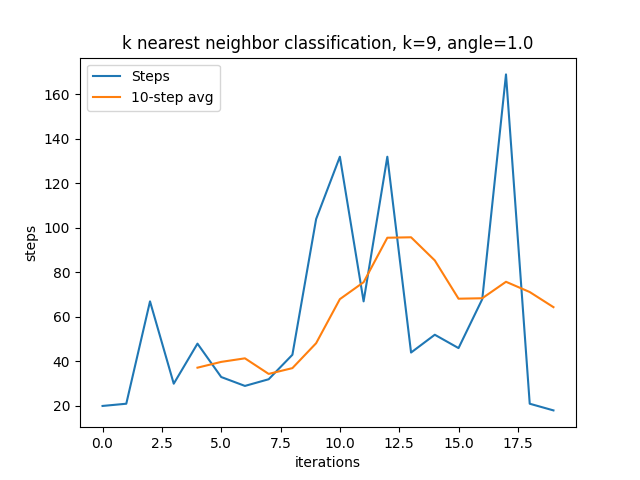 k nearest neighbor classification, k=9, angle=1.0
Steps
10-step avg
160
140
120
100
80
60
40
20
steps
0.0 2.5 5.0 7.5 10.0 12.5 15.0 17.5
iterations